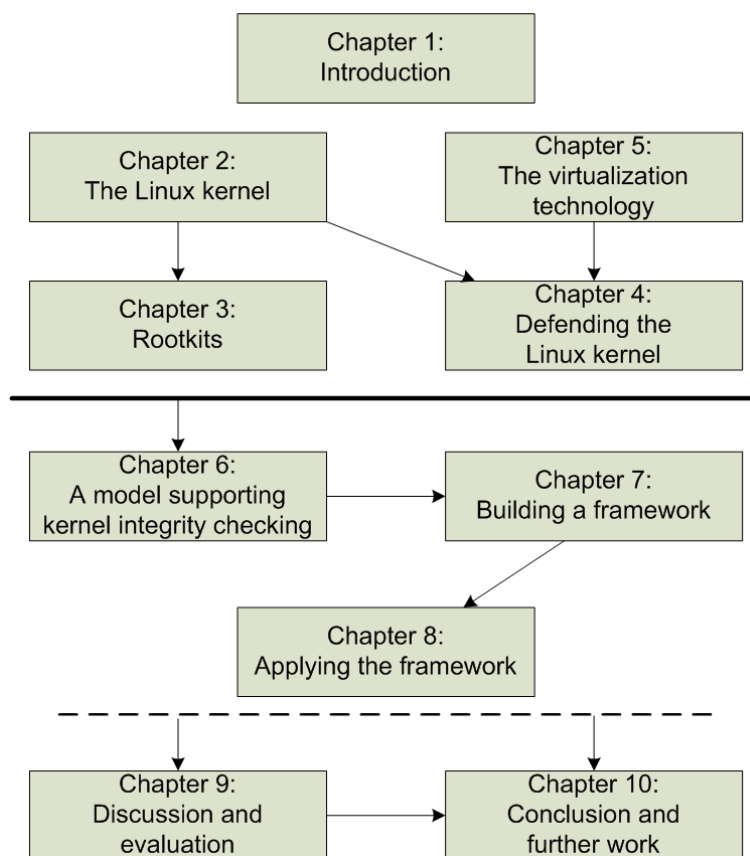 Chapter 1:
Introduction
Chapter 2:
The Linux kernel
Chapter 5:
The virtualization
technology
Chapter 3:
Rootkits
Chapter 4:
Defending the
Linux kernel
Chapter 6:
A model supporting
kernel integrity checking
Chapter 7:
Building a framework
Chapter 8:
Applying the framework
Chapter 9:
Discussion and
evaluation
Chapter 10:
Conclusion and
further work